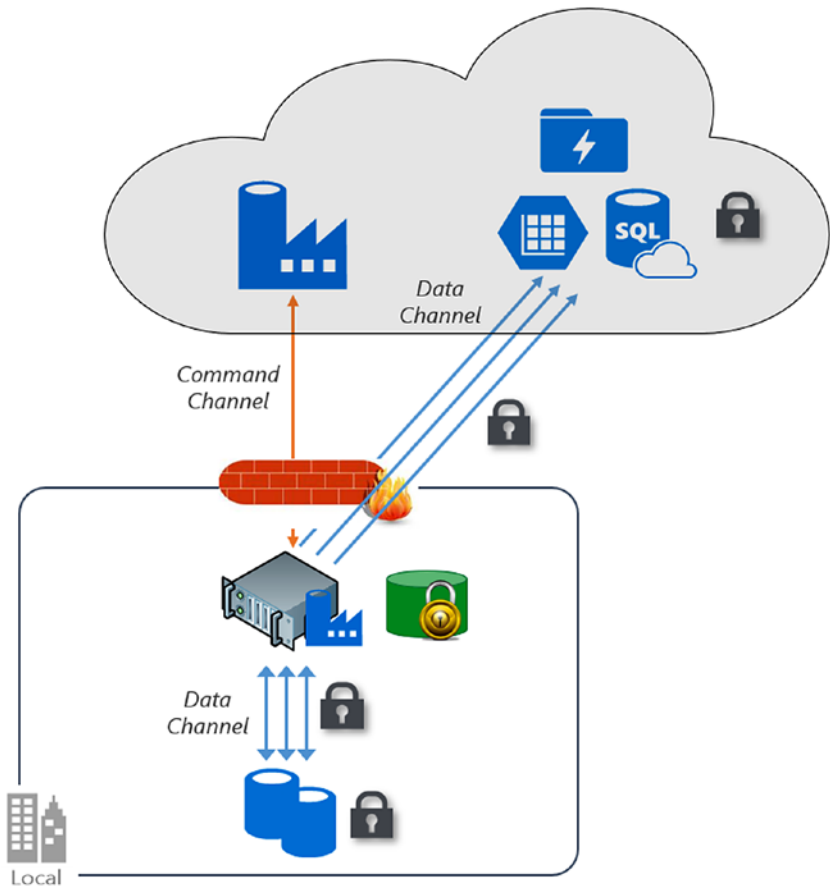 SQL
Data
Channel
Command
Channel
Data
Channel
Local